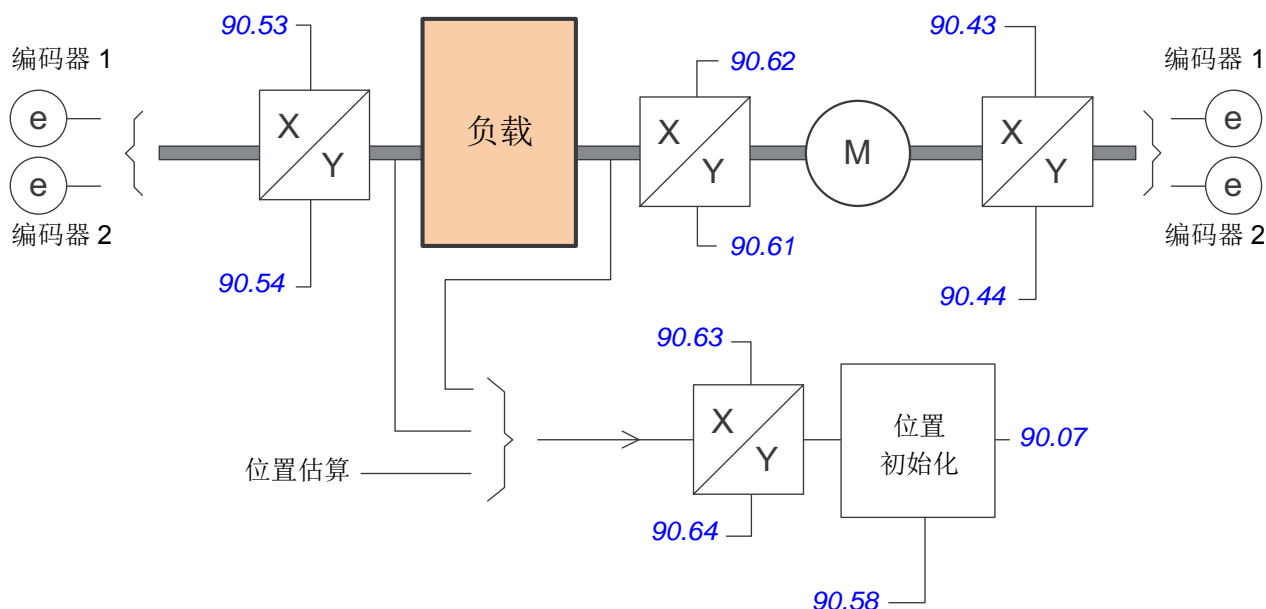 90.53
90.43
编码器 1
90.62
编码器 1
e
X
Y
负载
X
Y
M
X
Y
e
e
e
编码器 2
90.54
90.61
90.44
编码器 2
90.63
X
Y
位置
初始化
90.07
位置估算
90.64
90.58